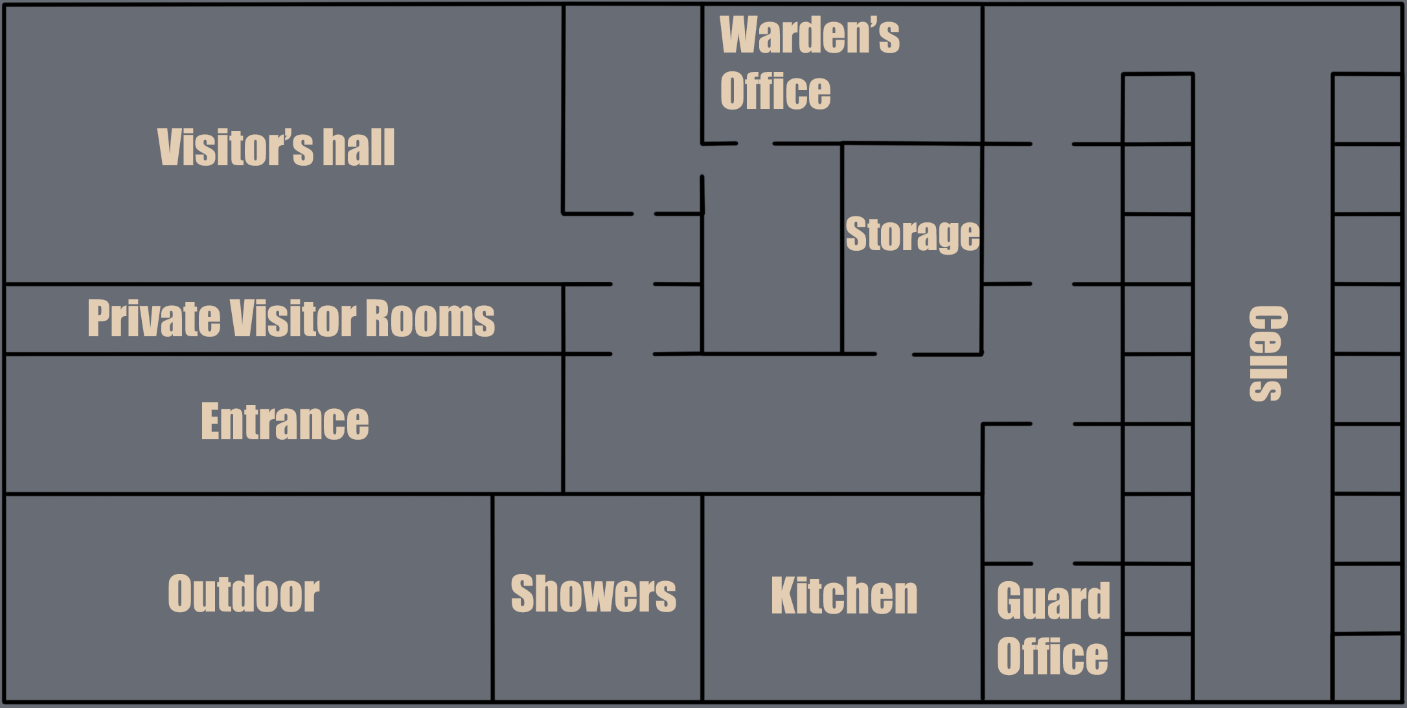 Warden’s
Office
Visitor’s hall
Storage
Private Visitor Rooms
Cells
Entrance
Outdoor
Showers
Kitchen
Guard
Office